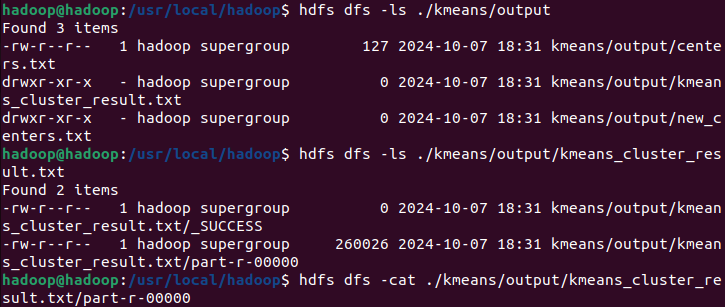 hadoop@hadoop:/usr/local/hadoop$ hdfs dfs -ls ./kmeans/output
Found 3 items
-rw-r--r--   1 hadoop supergroup        127 2024-10-07 18:31 kmeans/output/cente
rs.txt
drwxr-xr-x   - hadoop supergroup          0 2024-10-07 18:31 kmeans/output/kmean
s_cluster_result.txt
drwxr-xr-x   - hadoop supergroup          0 2024-10-07 18:31 kmeans/output/new_c
enters.txt
hadoop@hadoop:/usr/local/hadoop$ hdfs dfs -ls ./kmeans/output/kmeans_cluster_res
ult.txt
Found 2 items
-rw-r--r--   1 hadoop supergroup          0 2024-10-07 18:31 kmeans/output/kmean
s_cluster_result.txt/_SUCCESS
-rw-r--r--   1 hadoop supergroup     260026 2024-10-07 18:31 kmeans/output/kmean
s_cluster_result.txt/part-r-00000
hadoop@hadoop:/usr/local/hadoop$ hdfs dfs -cat ./kmeans/output/kmeans_cluster_re
sult.txt/part-r-00000